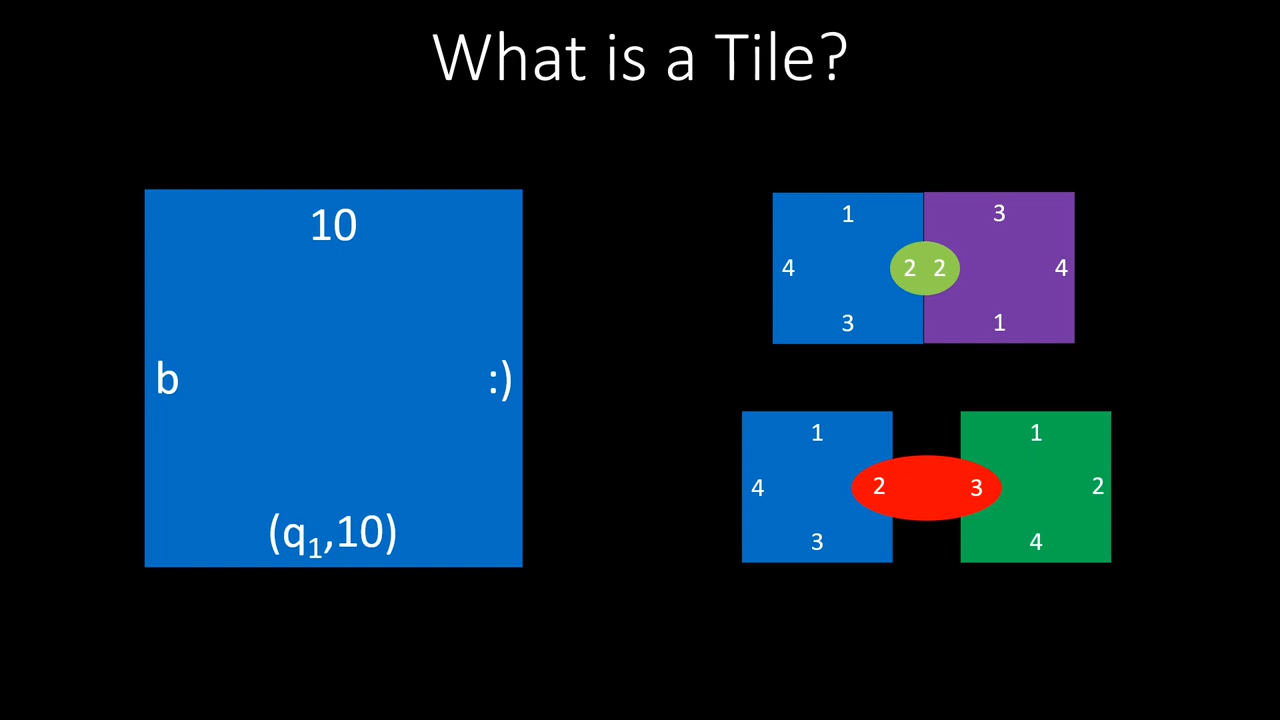 What is a Tile?
10
b :)
(q₁,10)
1 3
4 2 2 4
3 1
1 1
4 2 3 2
3 4